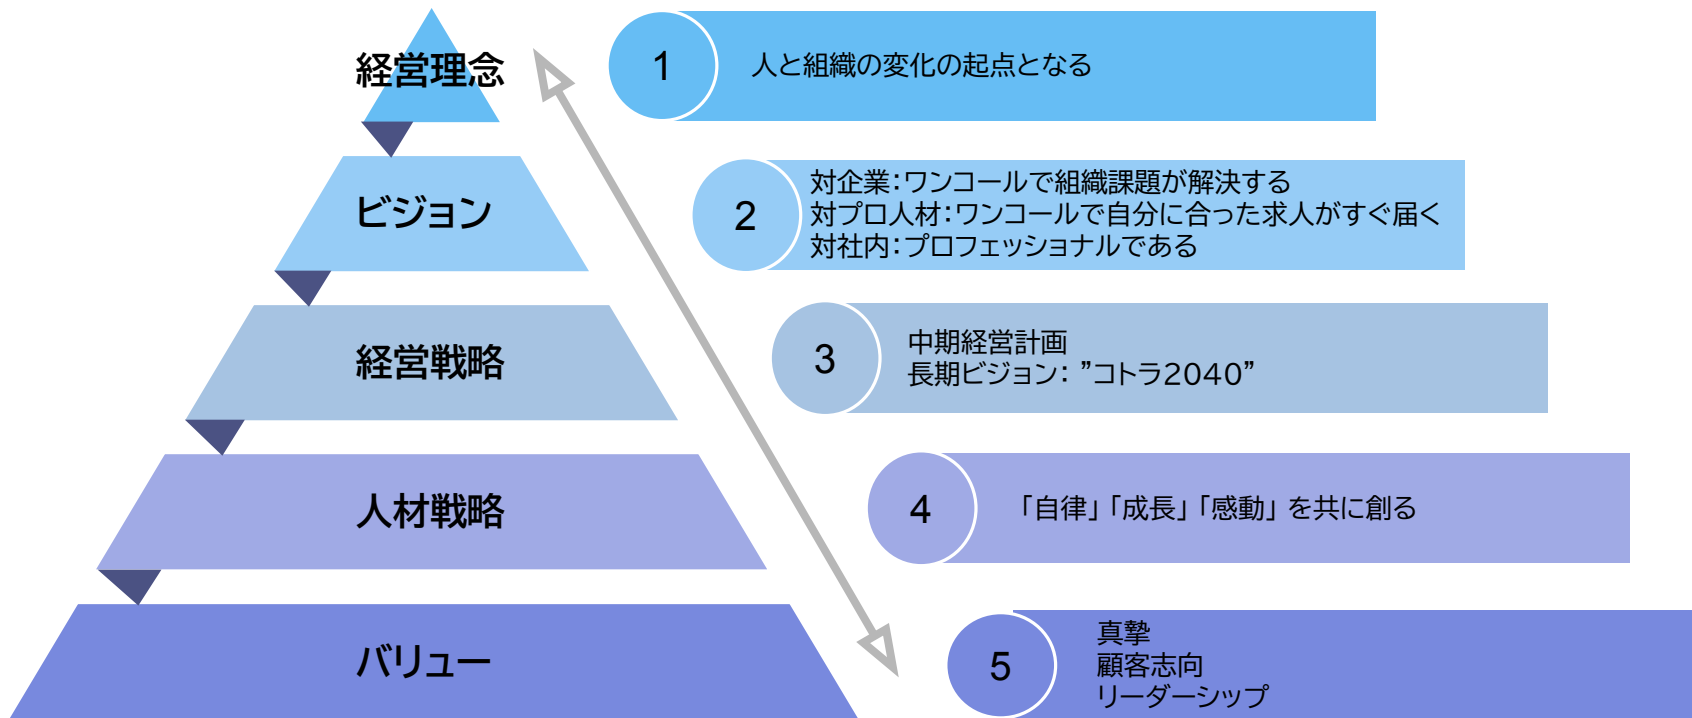 経営理念
1
人と組織の変化の起点となる
ビジョン
2
対企業：ワンコールで組織課題が解決する
対プロ人材：ワンコールで自分に合った求人がすぐ届く
対社内：プロフェッショナルである
経営戦略
3
中期経営計画
長期ビジョン： ”コトラ2040”
人材戦略
4
「自律」「成長」「感動」を共に創る
バリュー
5
真摯
顧客志向
リーダーシップ